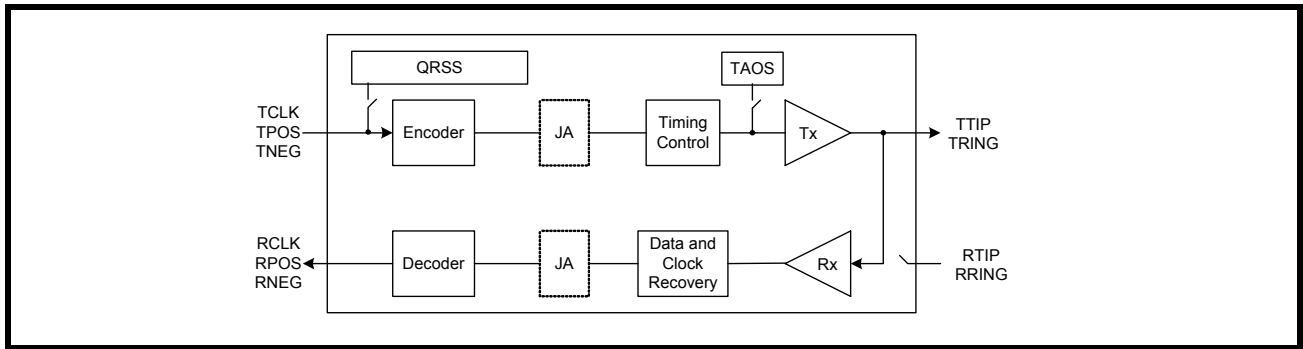 QRSS
TAOS
TCLK
TPOS
TNEG
Encoder
JA
Timing
Control
Tx
TTIP
TRING
RCLK
RPOS
RNEG
Decoder
JA
Data and
Clock
Recovery
Rx
RTIP
RRING